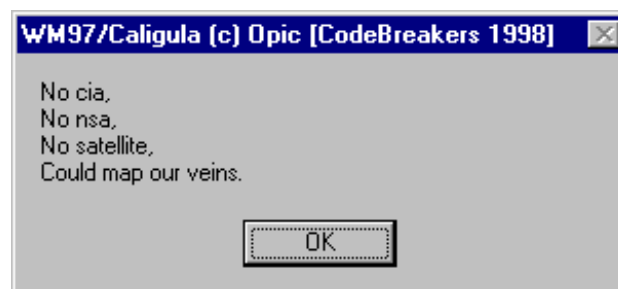 WM97/Caligula (c) Opic [CodeBreakers 1998]
No cia,
No nsa,
No satellite,
Could map our veins.
OK